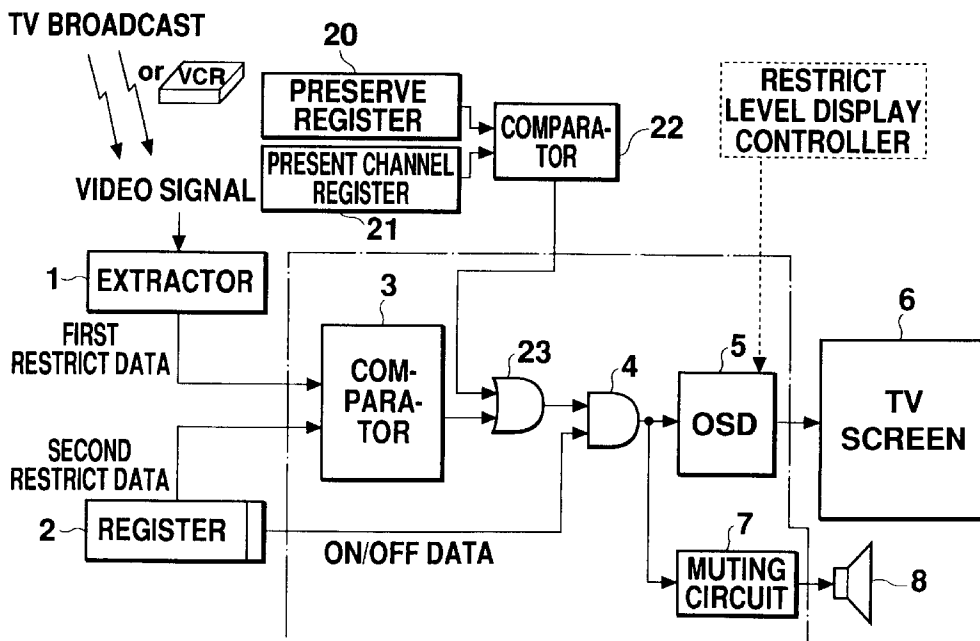 TV BROADCAST
or
VCR
20
PRESERVE
REGISTER
PRESENT CHANNEL
REGISTER
21
COMPARA-
TOR
22
RESTRICT
LEVEL DISPLAY
CONTROLLER
VIDEO SIGNAL
1
EXTRACTOR
FIRST
RESTRICT DATA
3
COM-
PARA-
TOR
23
4
5
OSD
6
TV
SCREEN
SECOND
RESTRICT DATA
2
REGISTER
ON/OFF DATA
7
MUTING
CIRCUIT
8